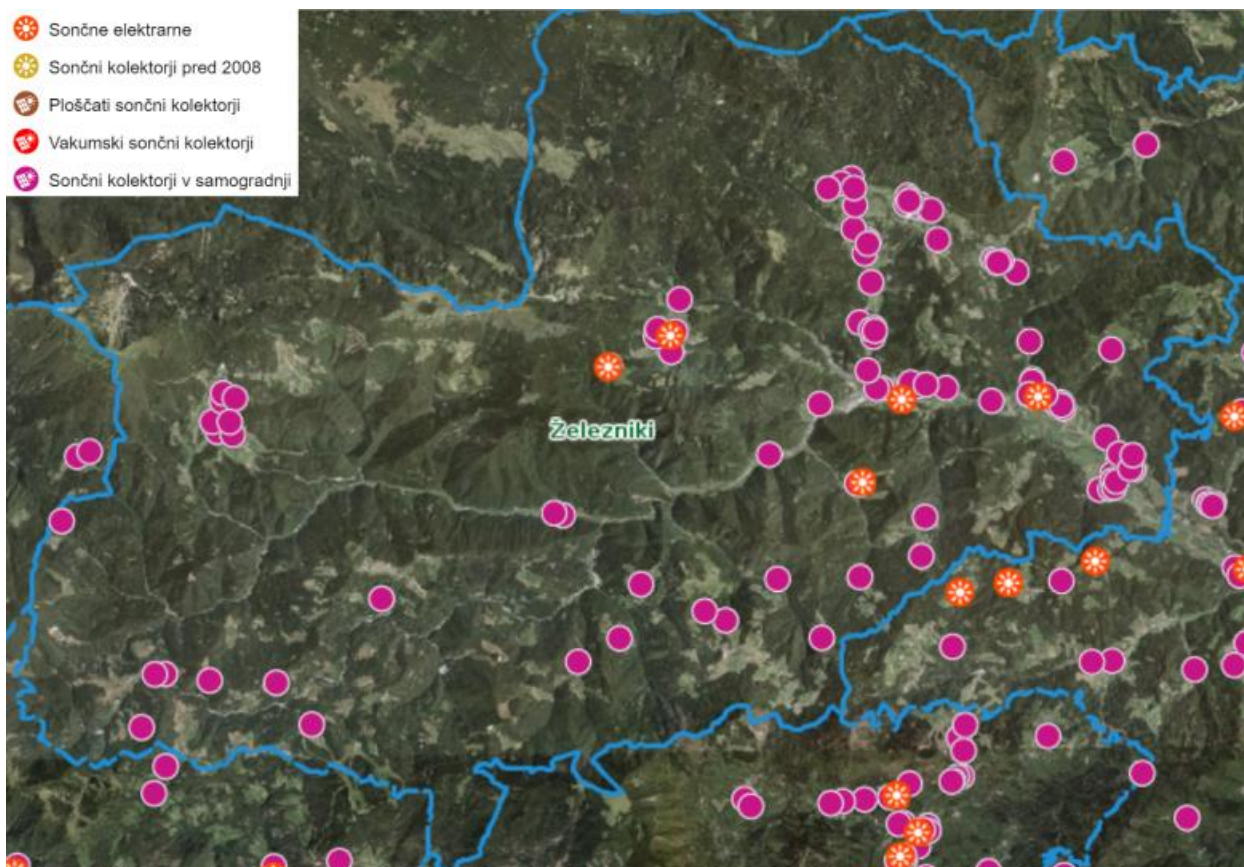 Sončne elektrarne
Sončni kolektorji pred 2008
Ploščati sončni kolektorji
Vakumski sončni kolektorji
Sončni kolektorji v samogradnji
Železniki